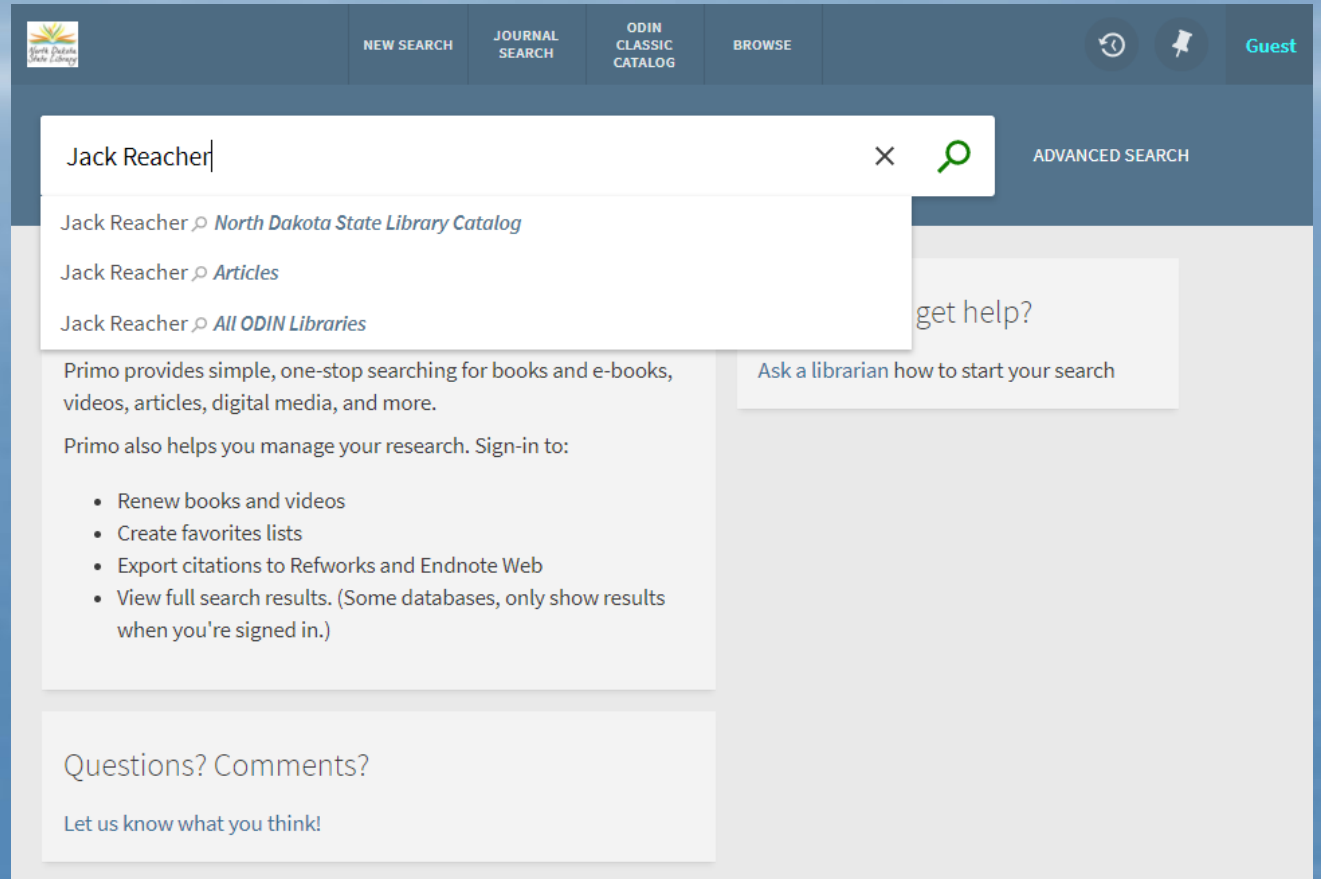 North Dakota
State Library
NEW SEARCH
JOURNAL
SEARCH
ODIN
CLASSIC
CATALOG
BROWSE
Guest
Jack Reacher
ADVANCED SEARCH
Jack Reacher North Dakota State Library Catalog
Jack Reacher Articles
Jack Reacher All ODIN Libraries
get help?
Primo provides simple, one-stop searching for books and e-books,
videos, articles, digital media, and more.
Primo also helps you manage your research. Sign-in to:
• Renew books and videos
• Create favorites lists
• Export citations to Refworks and Endnote Web
• View full search results. (Some databases, only show results
when you're signed in.)
Ask a librarian how to start your search
Questions? Comments?
Let us know what you think!